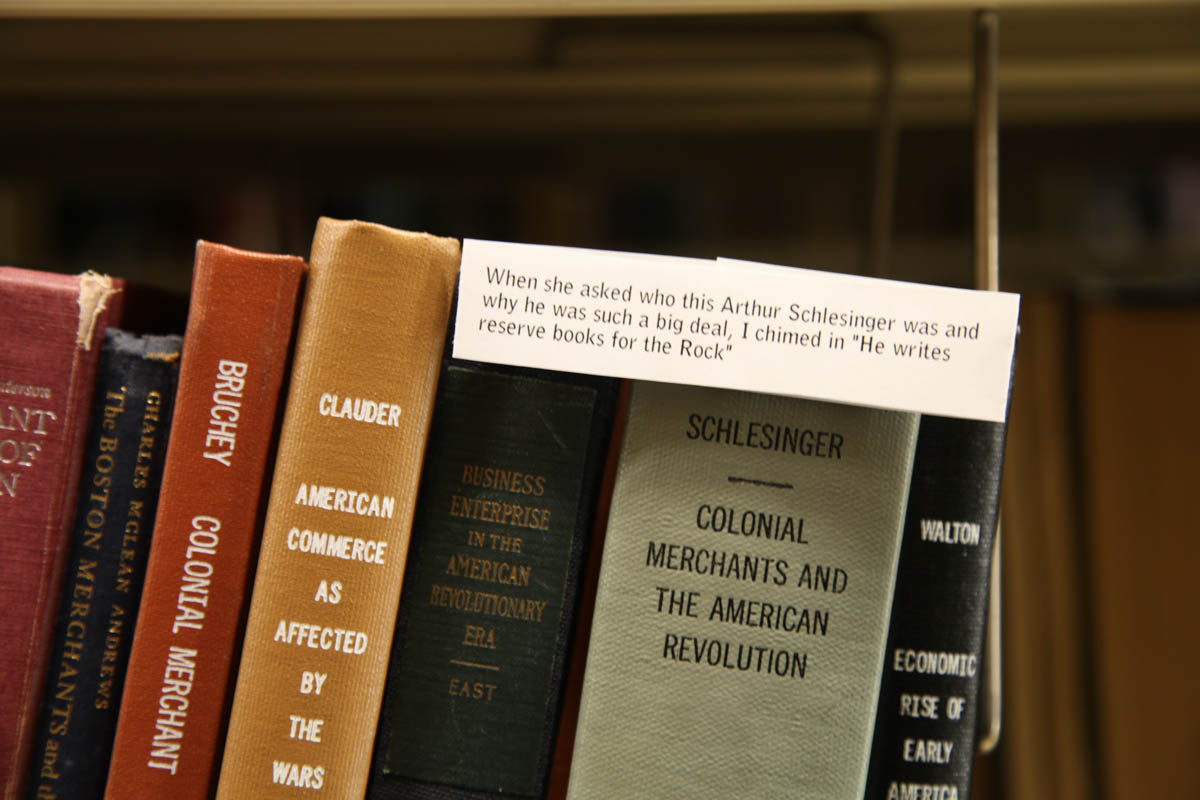 When she asked who this Arthur Schlesinger was and
why he was such a big deal, I chimed in "He writes
reserve books for the Rock"
ANT
OF
N
CHARLES MCLEAN ANDREWS
The BOSTON MERCHANTS and
BRUCHEY COLONIAL MERCHANT
CLAUDER
AMERICAN
COMMERCE
AS
AFFECTED
BY
THE
WARS
BUSINESS
ENTERPRISE
IN THE
AMERICAN
REVOLUTIONARY
ERA
EAST
SCHLESINGER
COLONIAL
MERCHANTS AND
THE AMERICAN
REVOLUTION
WALTON
ECONOMIC
RISE OF
EARLY
AMERICA